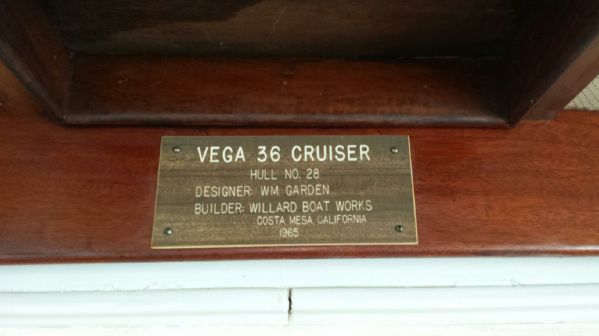 VEGA 36 CRUISER
HULL NO. 28
DESIGNER: WM GARDEN
BUILDER: WILLARD BOAT WORKS
COSTA MESA, CALIFORNIA
1965